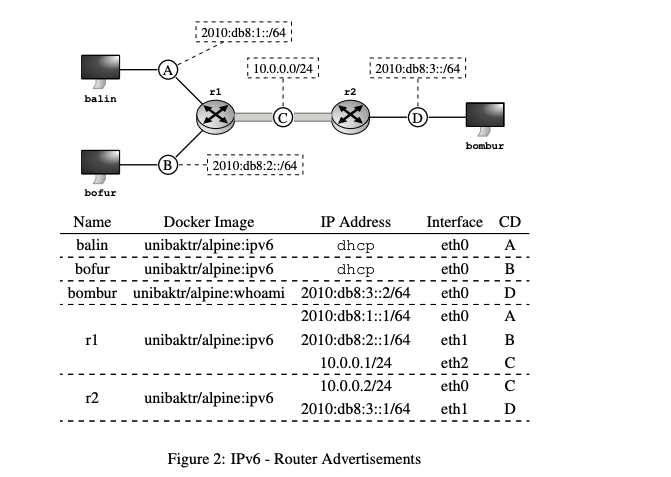 2010:db8:1::/64
A
10.0.0.0/24
2010:db8:3::/64
balin
r1
r2
C
D
B
2010:db8:2::/64
bofur
bombur
Name Docker Image IP Address Interface CD
balin unibaktr/alpine:ipv6 dhcp eth0 A
bofur unibaktr/alpine:ipv6 dhcp eth0 B
bombur unibaktr/alpine:whoami 2010:db8:3::2/64 eth0 D
2010:db8:1::1/64 eth0 A
r1 unibaktr/alpine:ipv6 2010:db8:2::1/64 eth1 B
10.0.0.1/24 eth2 C
10.0.0.2/24 eth0 C
r2 unibaktr/alpine:ipv6
2010:db8:3::1/64 eth1 D
Figure 2: IPv6 - Router Advertisements